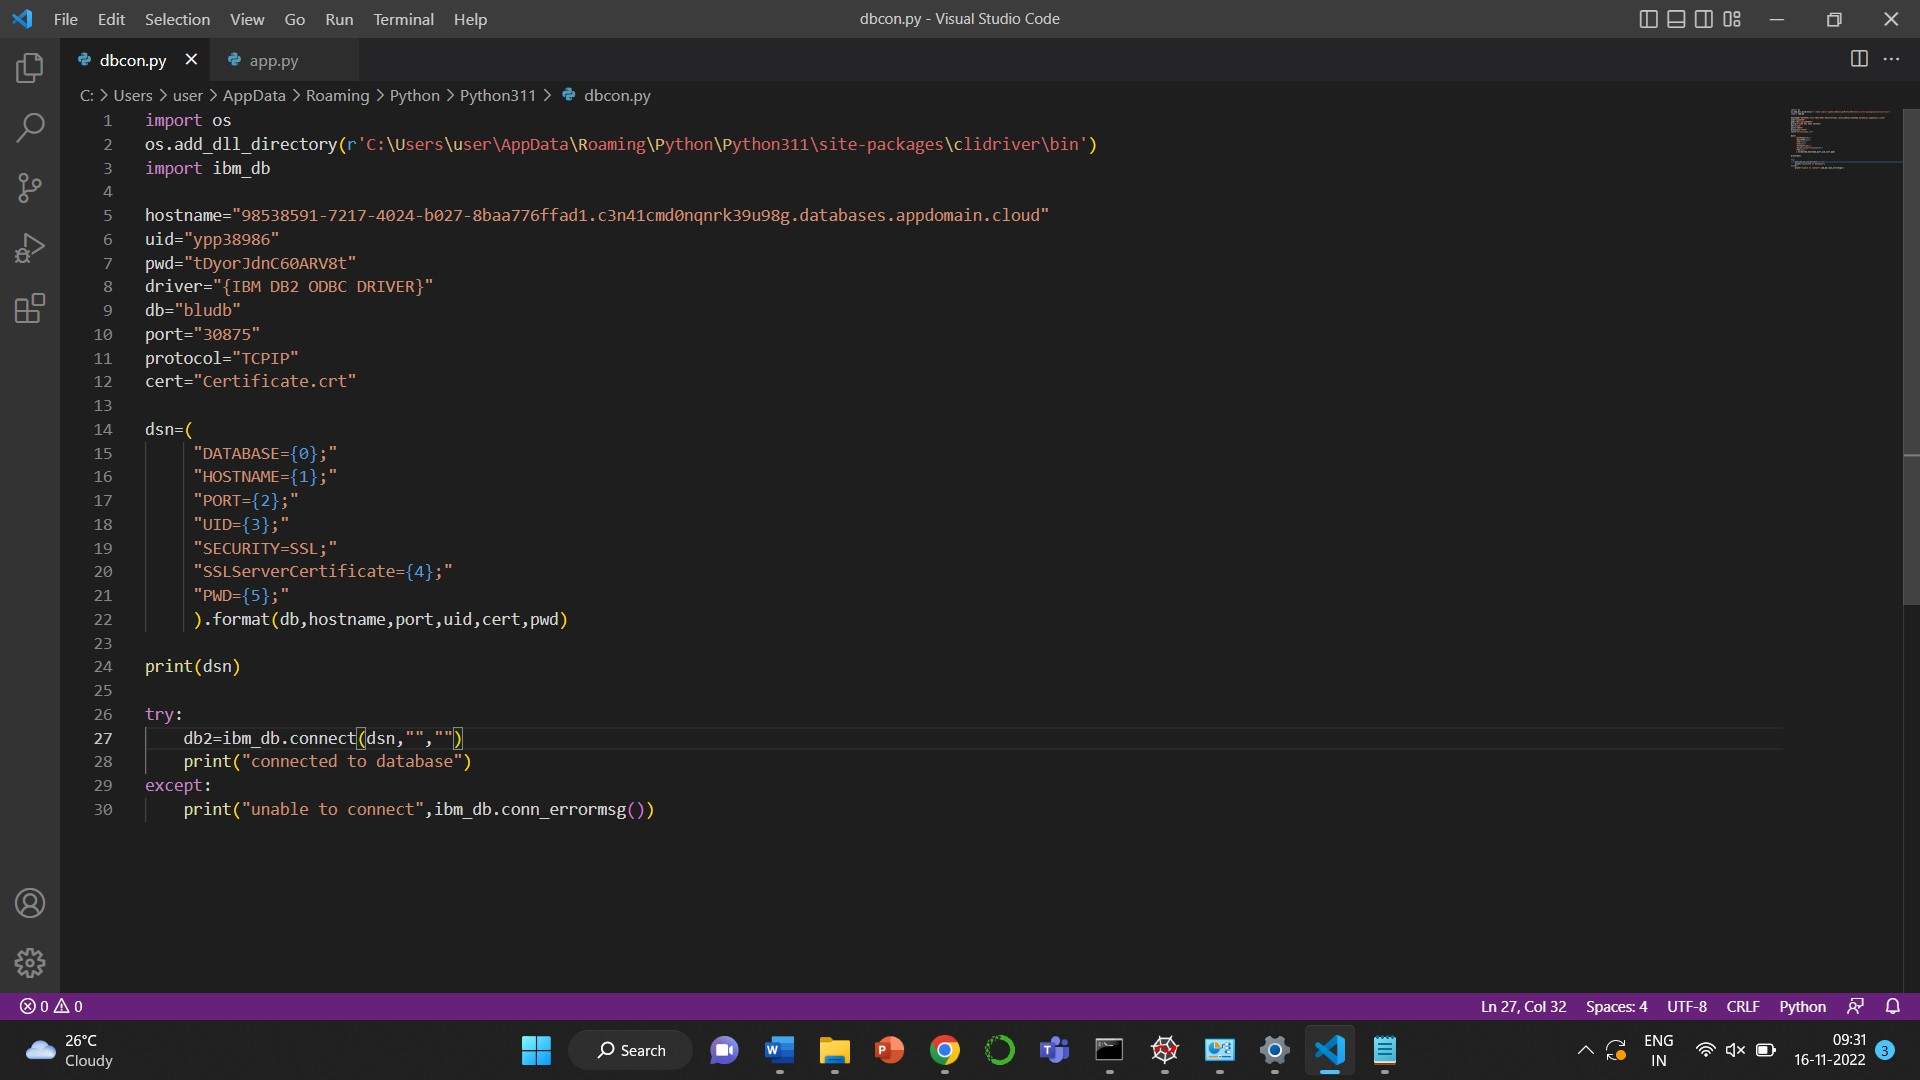 File Edit Selection View Go Run Terminal Help
dbcon.py - Visual Studio Code
dbcon.py app.py
C: > Users > user > AppData > Roaming > Python > Python311 > dbcon.py
1 import os
2 os.add_dll_directory(r'C:\Users\user\AppData\Roaming\Python\Python311\site-packages\clidriver\bin')
3 import ibm_db
4
5 hostname="98538591-7217-4024-b027-8baa776ffad1.c3n41cmd0nqnrk39u98g.databases.appdomain.cloud"
6 uid="ypp38986"
7 pwd="tDyorJdnC60ARV8t"
8 driver="{IBM DB2 ODBC DRIVER}"
9 db="bludb"
10 port="30875"
11 protocol="TCPIP"
12 cert="Certificate.crt"
13
14 dsn=(
15 "DATABASE={0};"
16 "HOSTNAME={1};"
17 "PORT={2};"
18 "UID={3};"
19 "SECURITY=SSL;"
20 "SSLServerCertificate={4};"
21 "PWD={5};"
22 ).format(db,hostname,port,uid,cert,pwd)
23
24 print(dsn)
25
26 try:
27 db2=ibm_db.connect(dsn,"","")
28 print("connected to database")
29 except:
30 print("unable to connect",ibm_db.conn_errormsg())
0 0
Ln 27, Col 32 Spaces: 4 UTF-8 CRLF Python
26°C
Cloudy
Search
ENG
IN
09:31
16-11-2022
3